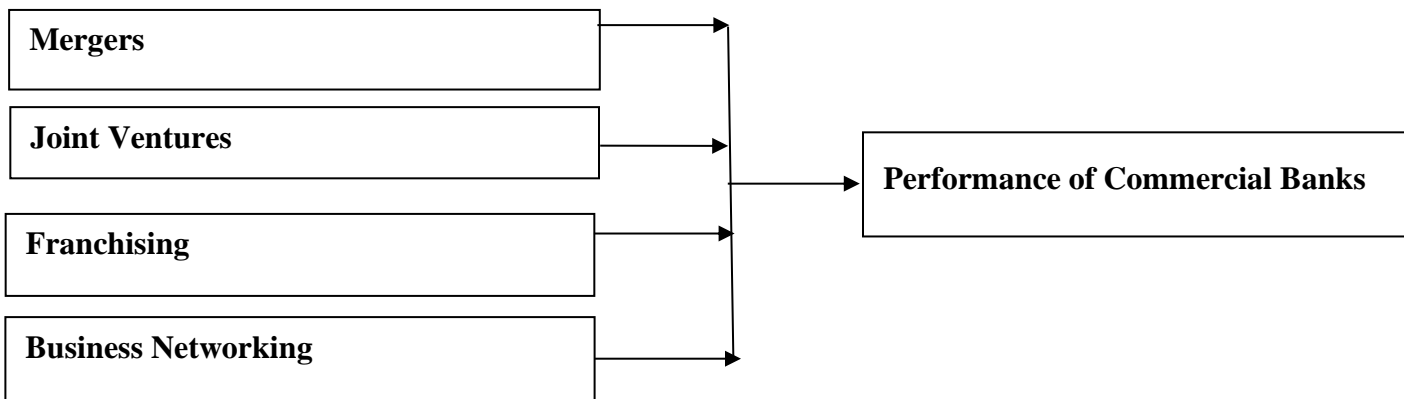 Mergers
Joint Ventures
Franchising
Business Networking
Performance of Commercial Banks